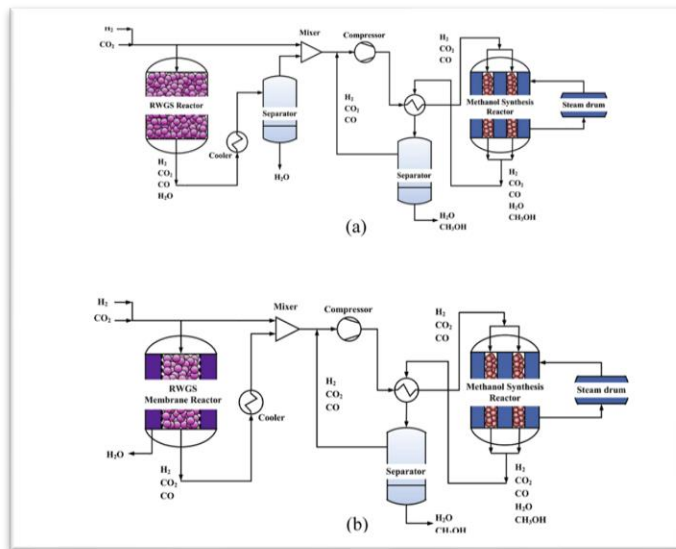 H₂
CO₂
RWGS Reactor
H₂
CO₂
CO
H₂O
Cooler
Separator
H₂O
Mixer
Compressor
H₂
CO₂
CO
Separator
H₂O
CH₃OH
H₂
CO₂
CO
Methanol Synthesis
Reactor
Steam drum
H₂
CO₂
CO
H₂O
CH₃OH
(a)
H₂
CO₂
RWGS
Membrane Reactor
H₂O
H₂
CO₂
CO
Cooler
Mixer
Compressor
H₂
CO₂
CO
Separator
H₂O
CH₃OH
H₂
CO₂
CO
Methanol Synthesis
Reactor
Steam drum
H₂
CO₂
CO
H₂O
CH₃OH
(b)